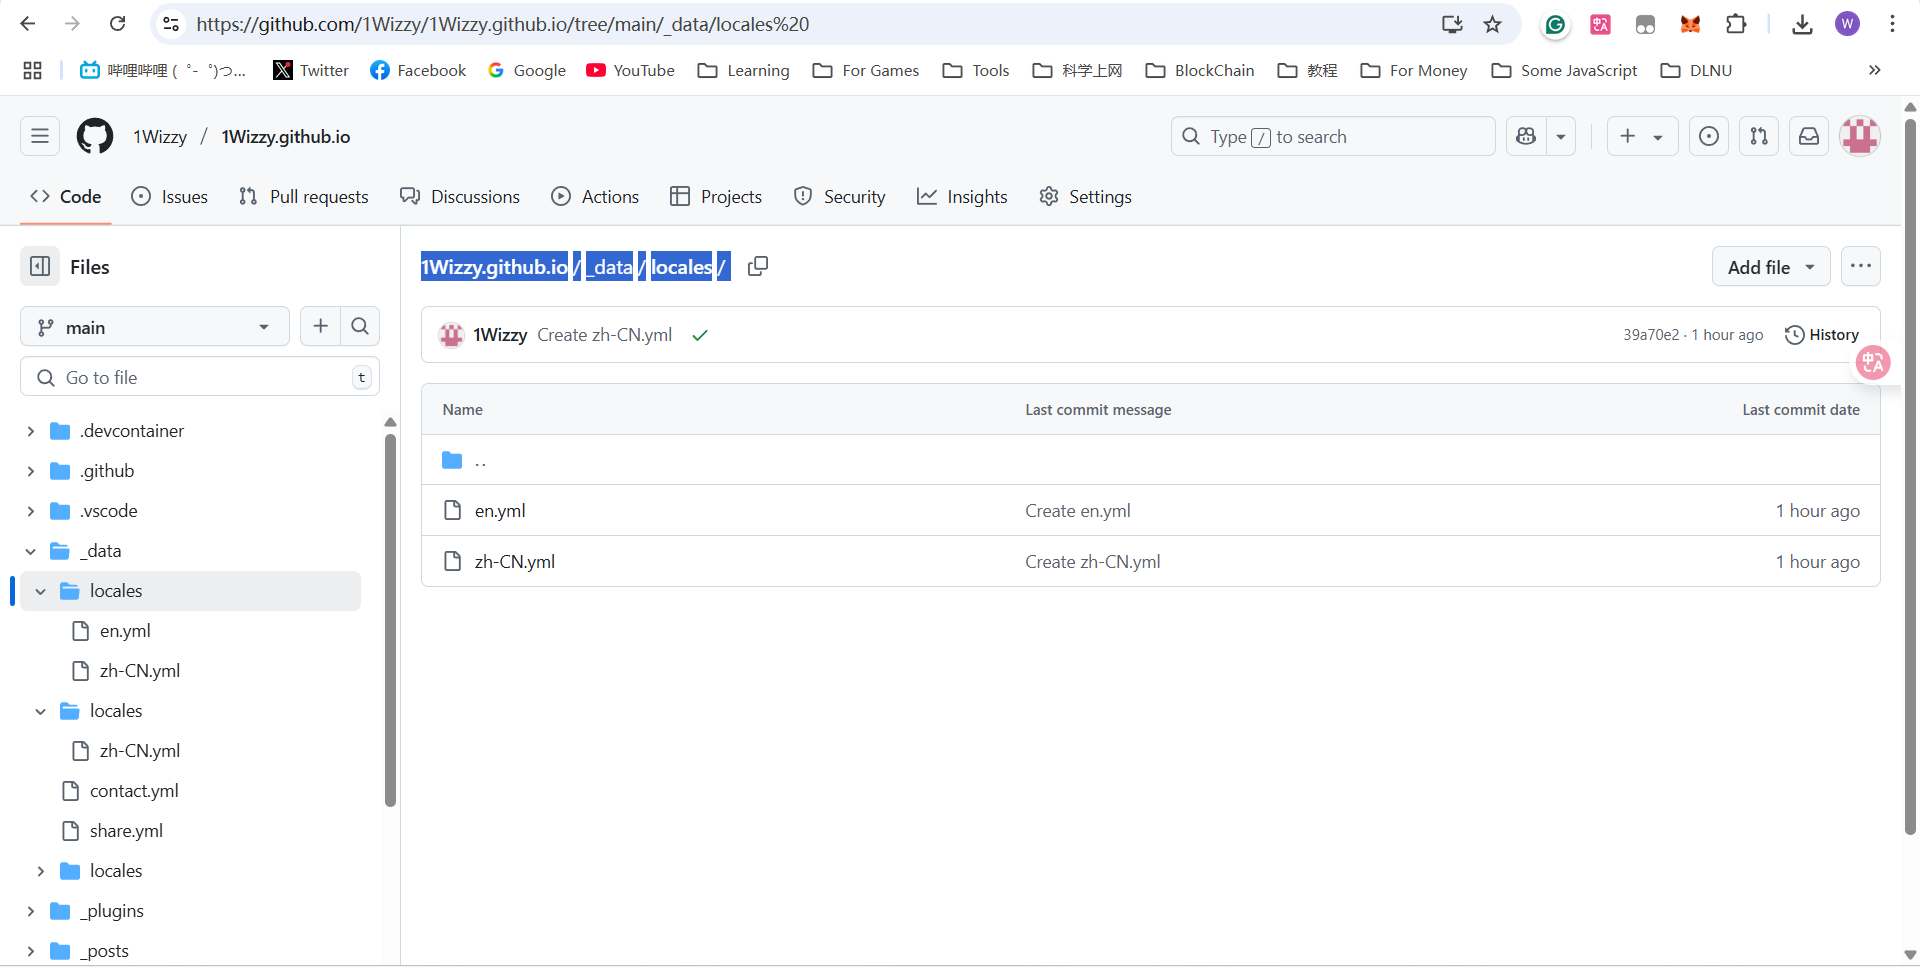 https://github.com/1Wizzy/1Wizzy.github.io/tree/main/_data/locales%20
W
哔哩哔哩 (゜-゜)つ...
Twitter
Facebook
Google
YouTube
Learning
For Games
Tools
科学上网
BlockChain
教程
For Money
Some JavaScript
DLNU
1Wizzy / 1Wizzy.github.io
Type / to search
Code
Issues
Pull requests
Discussions
Actions
Projects
Security
Insights
Settings
Files
main
Go to file
t
.devcontainer
.github
.vscode
_data
locales
en.yml
zh-CN.yml
locales
zh-CN.yml
contact.yml
share.yml
locales
_plugins
_posts
1Wizzy.github.io / _data / locales /
Add file
1Wizzy Create zh-CN.yml
39a70e2 · 1 hour ago
History
中A
Name Last commit message Last commit date
..
en.yml Create en.yml 1 hour ago
zh-CN.yml Create zh-CN.yml 1 hour ago